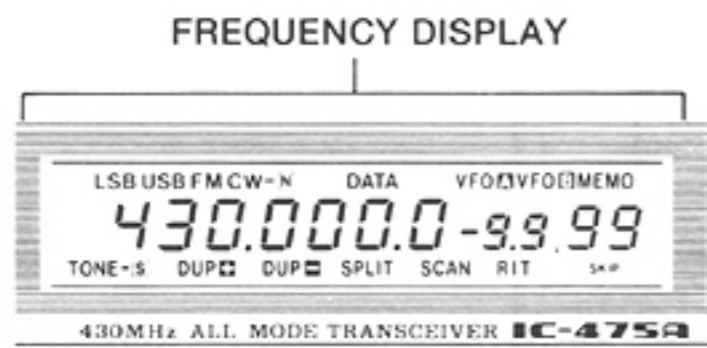 FREQUENCY DISPLAY
LSB USB FM CW-N DATA VFO A VFO B MEMO
430.000.0 -9.9. 99
TONE-S DUP+ DUP- SPLIT SCAN RIT SKIP
430MHz ALL MODE TRANSCEIVER IC-475A